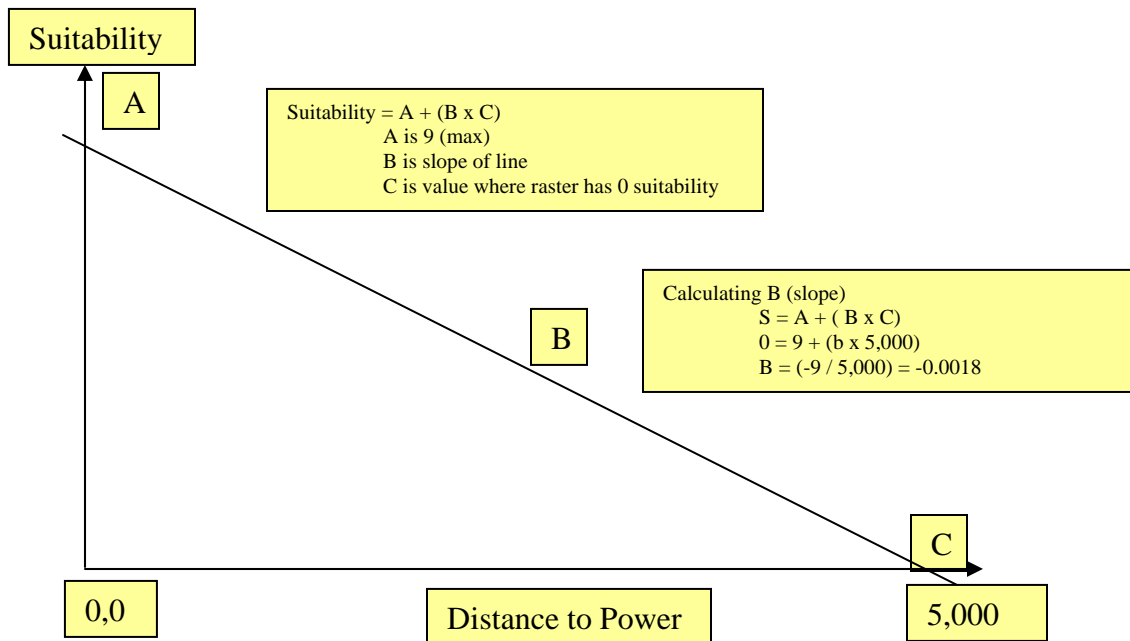 Suitability
A
Suitability = A + (B x C)
A is 9 (max)
B is slope of line
C is value where raster has 0 suitability
Calculating B (slope)
S = A + ( B x C)
0 = 9 + (b x 5,000)
B = (-9 / 5,000) = -0.0018
B
C
0,0
Distance to Power
5,000